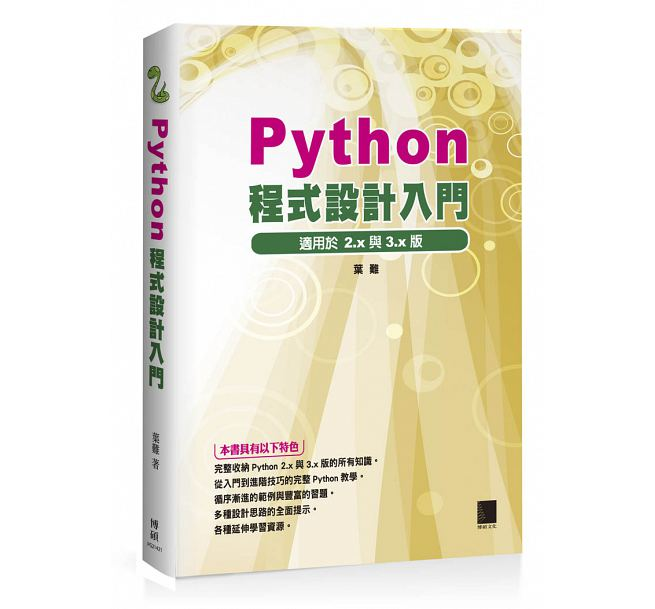 Python 程式設計入門
葉難 著
博碩
Python
程式設計入門
適用於 2.x 與 3.x 版
葉 難
本書具有以下特色
完整收納 Python 2.x 與 3.x 版的所有知識。
從入門到進階技巧的完整 Python 教學。
循序漸進的範例與豐富的習題。
多種設計思路的全面提示。
各種延伸學習資源。
博碩文化